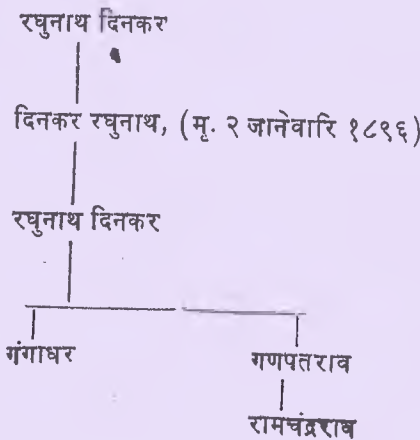 रघुनाथ दिनकर
दिनकर रघुनाथ, (मृ. २ जानेवारि १८९६)
रघुनाथ दिनकर
गंगाधर
गणपतराव
रामचंद्रराव